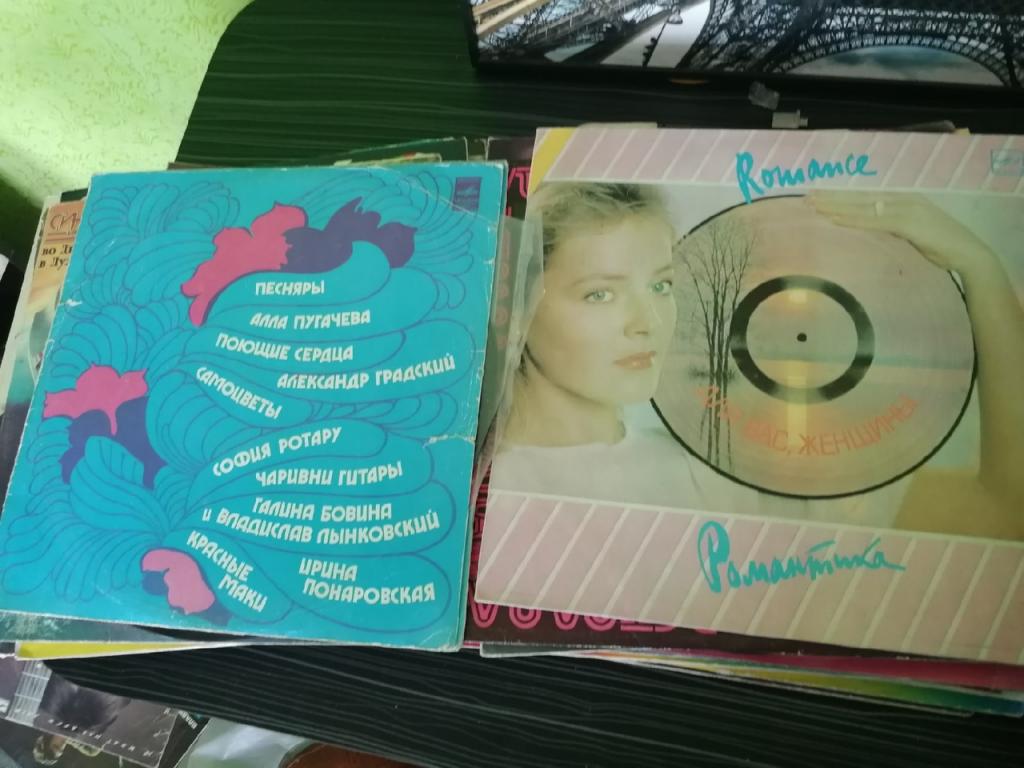 ПЕСНЯРЫ
АЛЛА ПУГАЧЕВА
ПОЮЩИЕ СЕРДЦА
АЛЕКСАНДР ГРАДСКИЙ
САМОЦВЕТЫ
СОФИЯ РОТАРУ
ЧАРИВНИ ГИТАРЫ
ГАЛИНА БОВИНА
и ВЛАДИСЛАВ ЛЫНКОВСКИЙ
КРАСНЫЕ
МАКИ
ИРИНА
ПОНАРОВСКАЯ
Romance
ДЛЯ ВАС, ЖЕНЩИНЫ
Романтика